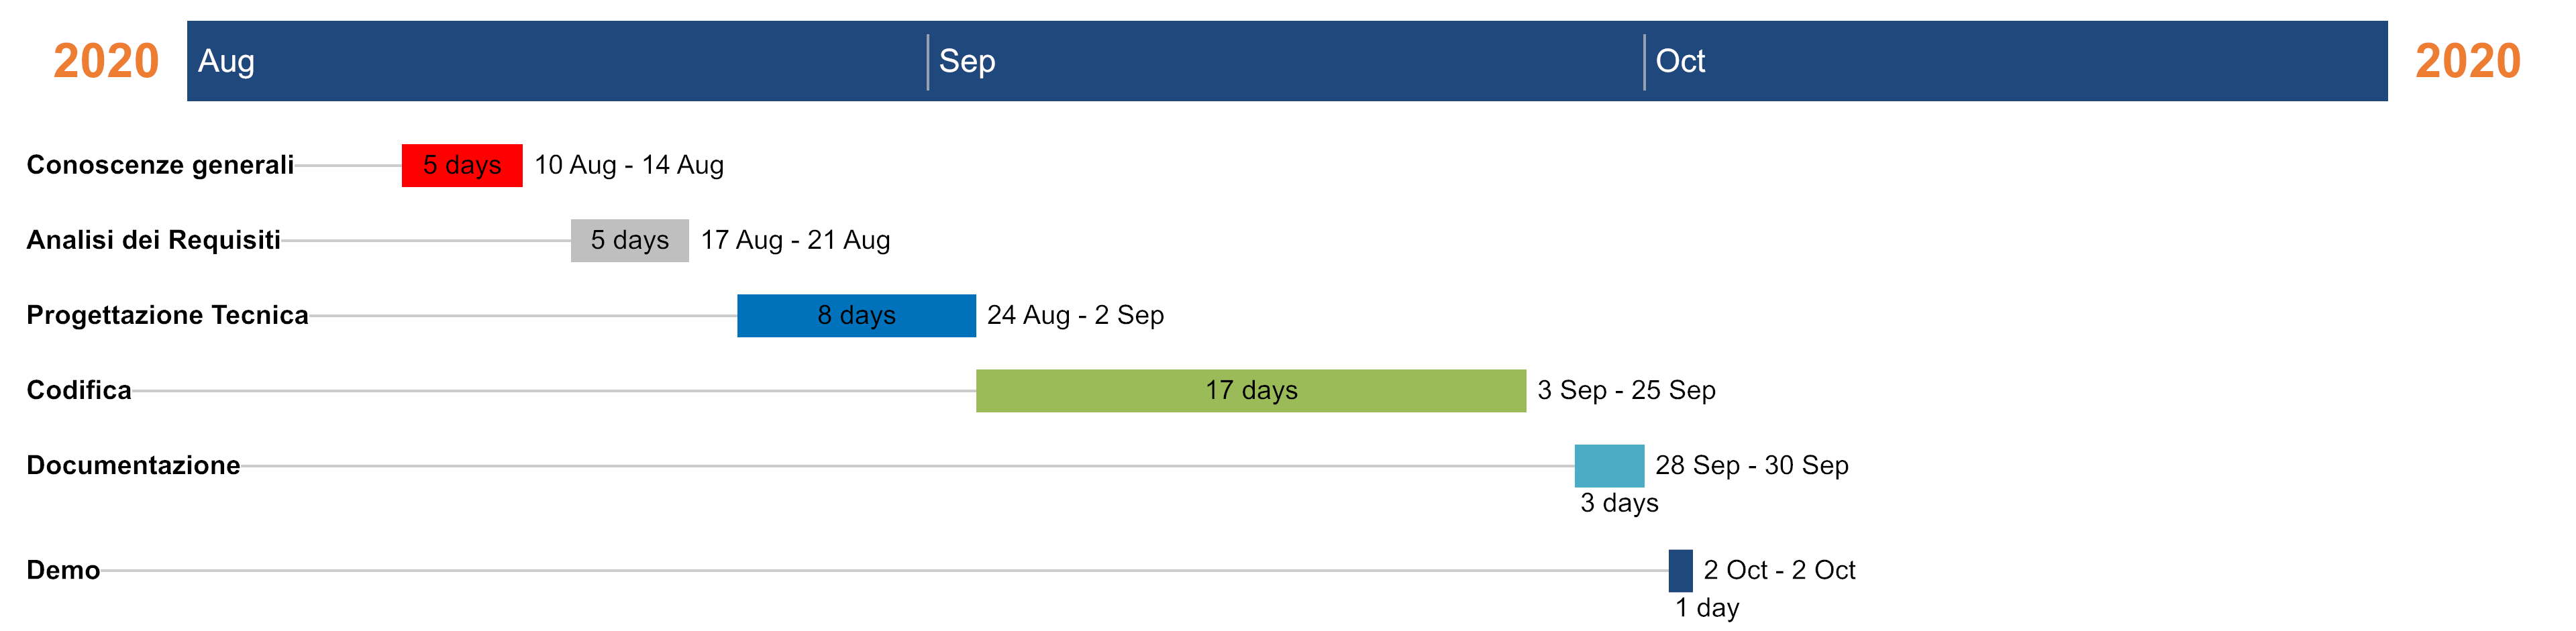 2020 Aug Sep Oct 2020
Conoscenze generali 5 days 10 Aug - 14 Aug
Analisi dei Requisiti 5 days 17 Aug - 21 Aug
Progettazione Tecnica 8 days 24 Aug - 2 Sep
Codifica 17 days 3 Sep - 25 Sep
Documentazione 28 Sep - 30 Sep
3 days
Demo 2 Oct - 2 Oct
1 day